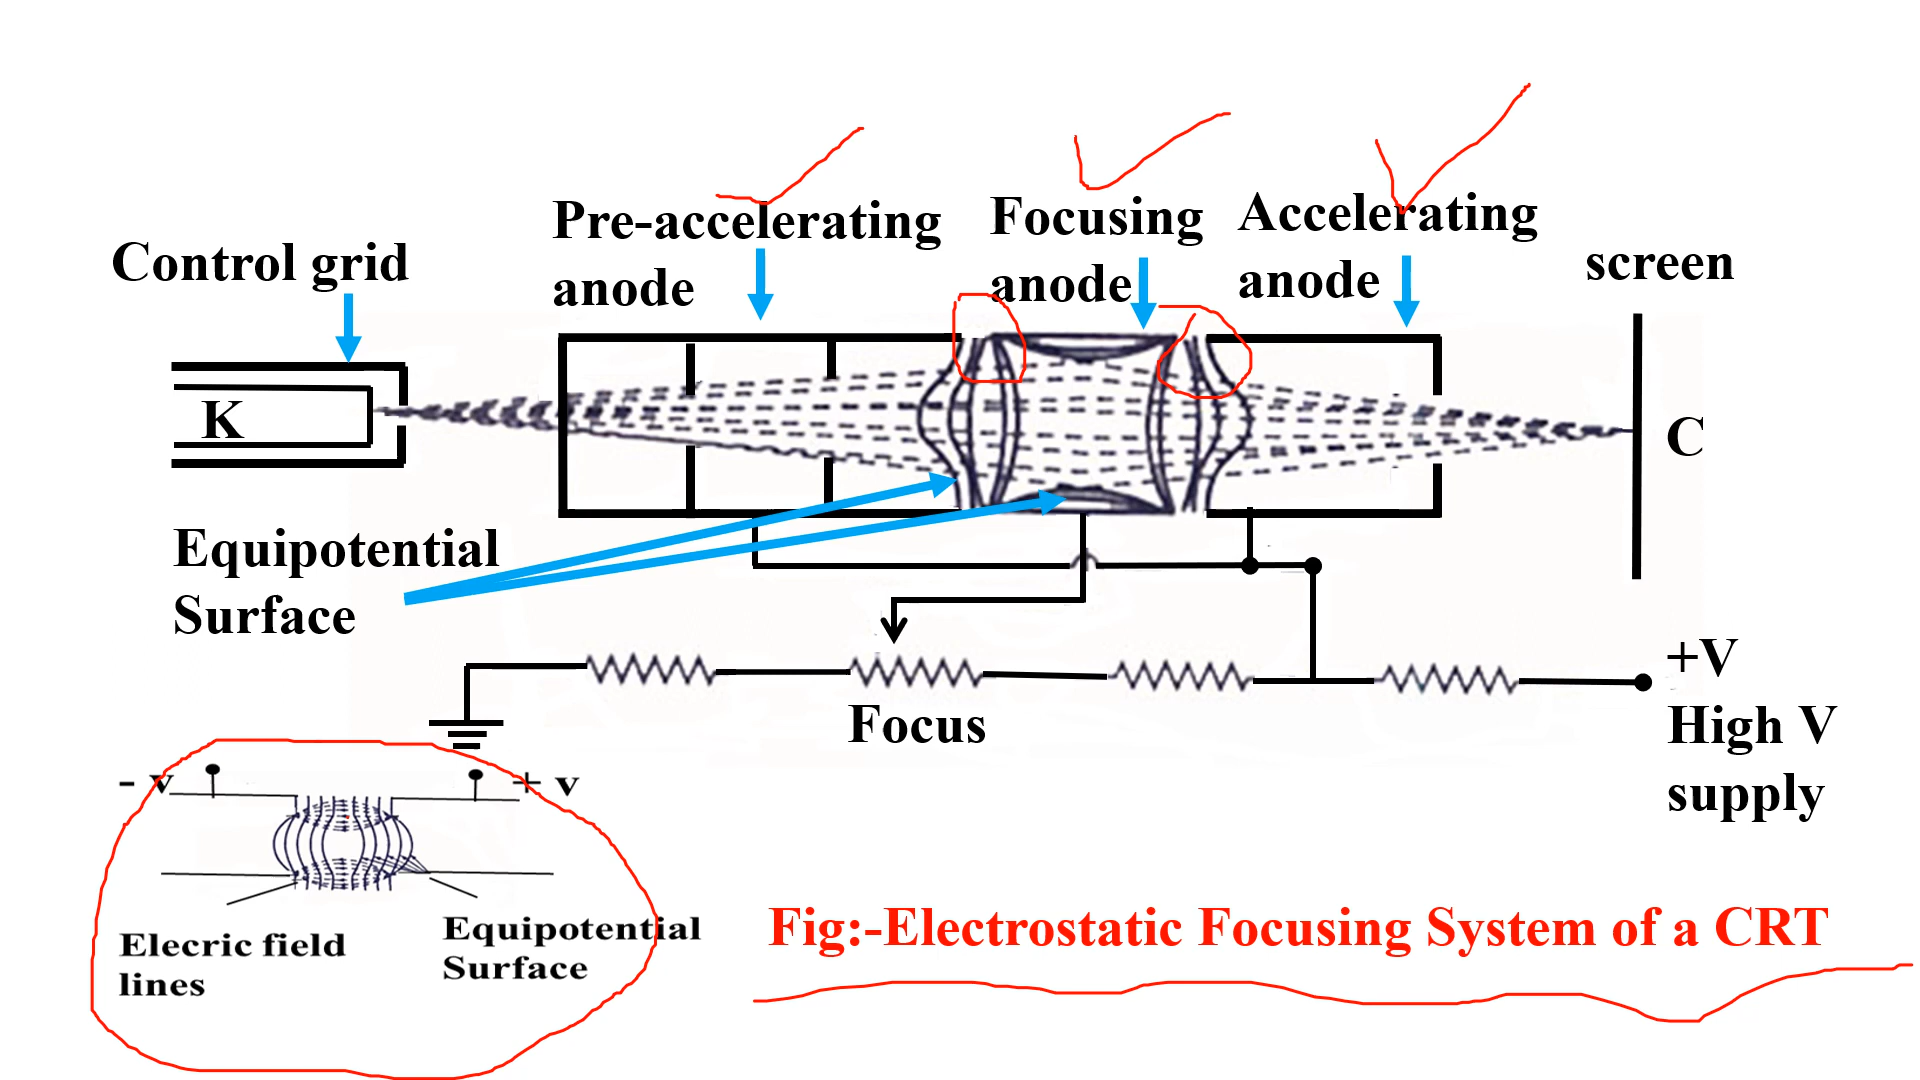 Control grid
Pre-accelerating
anode
Focusing
anode
Accelerating
anode
screen
K
C
Equipotential
Surface
Focus
+V
High V
supply
- v
+ v
Elecric field
lines
Equipotential
Surface
Fig:-Electrostatic Focusing System of a CRT